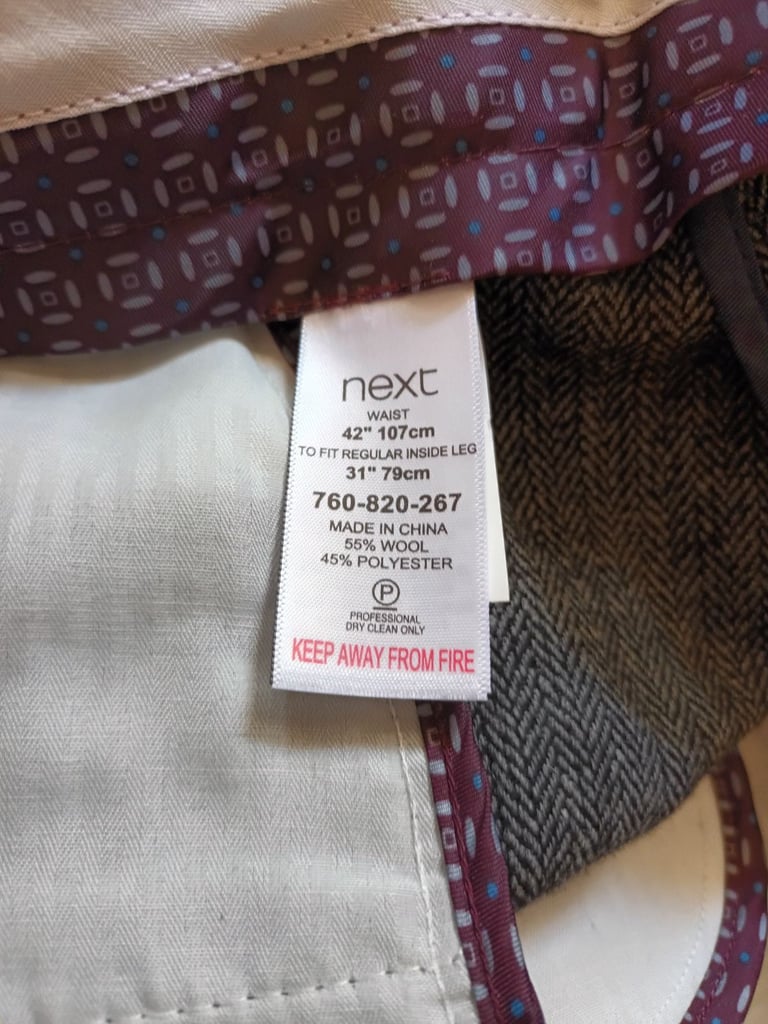 next
WAIST
42" 107cm
TO FIT REGULAR INSIDE LEG
31" 79cm
760-820-267
MADE IN CHINA
55% WOOL
45% POLYESTER
P
PROFESSIONAL
DRY CLEAN ONLY
KEEP AWAY FROM FIRE